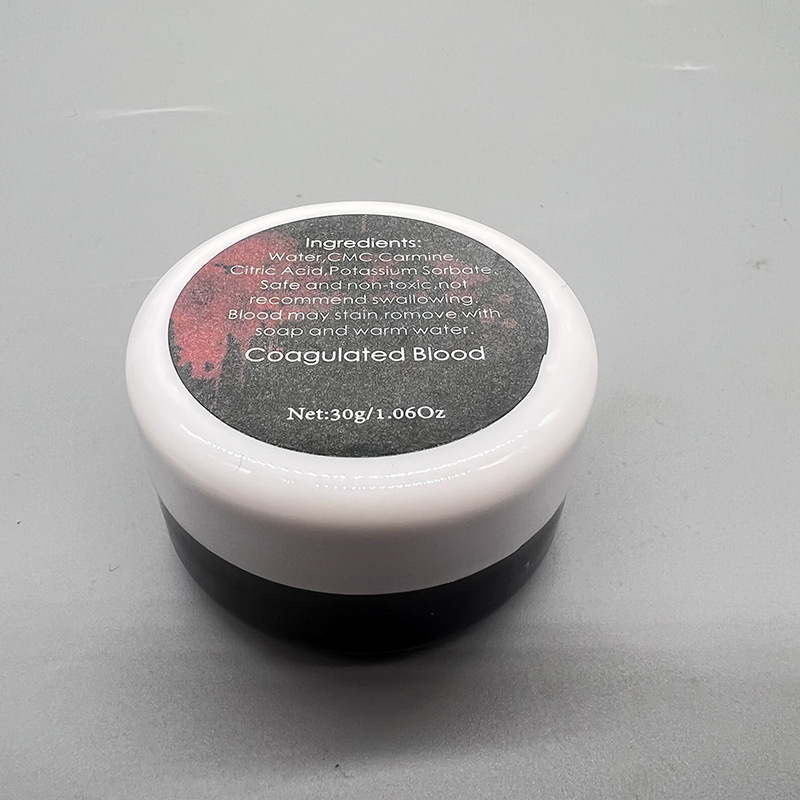 Ingredients:
Water,CMC,Carmine,
Citric Acid,Potassium Sorbate.
Safe and non-toxic,not
recommend swallowing.
Blood may stain,romove with
soap and warm water.
Coagulated Blood
Net:30g/1.06Oz